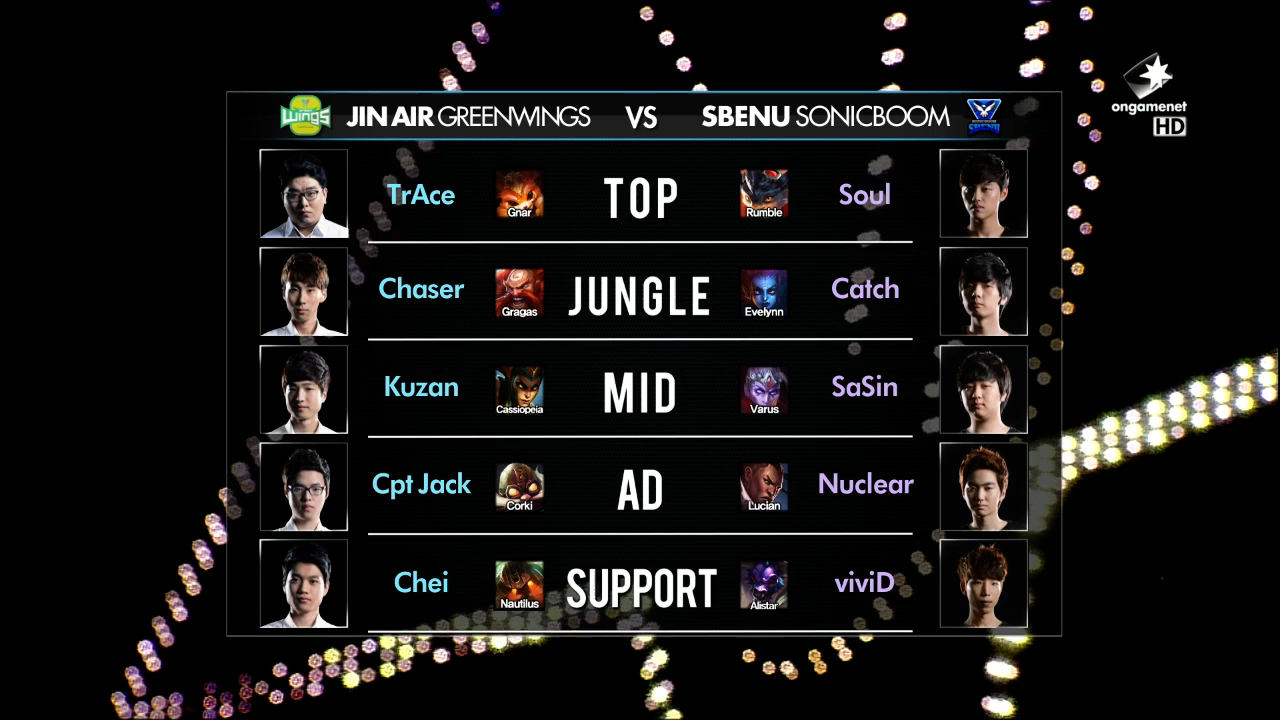 Wings JIN AIR GREENWINGS VS SBENU SONICBOOM SBENU
ongamenet
HD
TrAce Gnar TOP Rumble Soul
Chaser Gragas JUNGLE Evelynn Catch
Kuzan Cassiopeia MID Varus SaSin
Cpt Jack Corki AD Lucian Nuclear
Chei Nautilus SUPPORT Alistar viviD